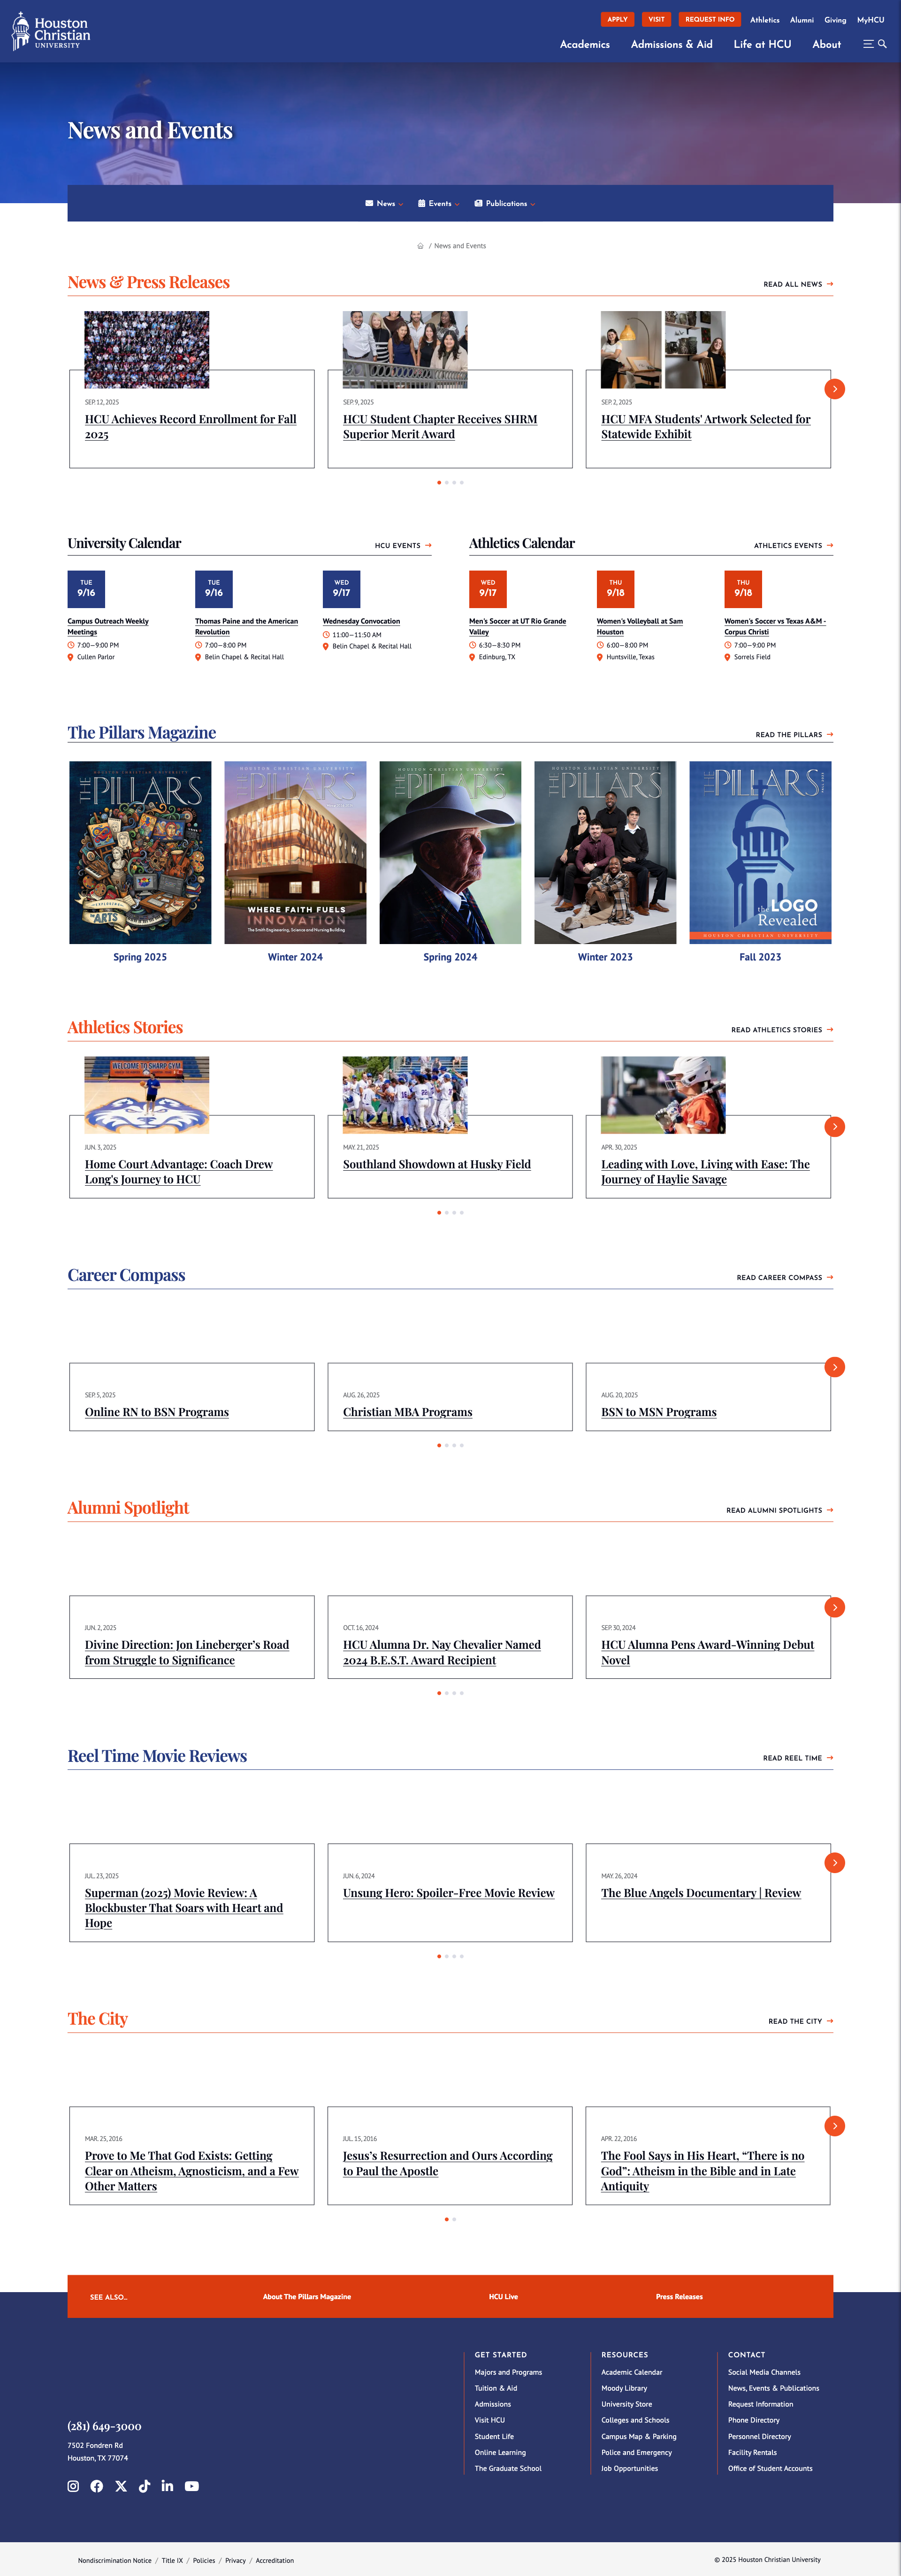 Houston
Christian
UNIVERSITY
APPLY
VISIT
REQUEST INFO
Athletics
Alumni
Giving
MyHCU
Academics
Admissions & Aid
Life at HCU
About
News and Events
News
Events
Publications
/ News and Events
News & Press Releases
READ ALL NEWS
SEP. 12, 2025
HCU Achieves Record Enrollment for Fall
2025
SEP. 9, 2025
HCU Student Chapter Receives SHRM
Superior Merit Award
SEP. 2, 2025
HCU MFA Students' Artwork Selected for
Statewide Exhibit
University Calendar
HCU EVENTS
TUE
9/16
Campus Outreach Weekly
Meetings
7:00—9:00 PM
Cullen Parlor
TUE
9/16
Thomas Paine and the American
Revolution
7:00—8:00 PM
Belin Chapel & Recital Hall
WED
9/17
Wednesday Convocation
11:00—11:50 AM
Belin Chapel & Recital Hall
Athletics Calendar
ATHLETICS EVENTS
WED
9/17
Men's Soccer at UT Rio Grande
Valley
6:30—8:30 PM
Edinburg, TX
THU
9/18
Women's Volleyball at Sam
Houston
6:00—8:00 PM
Huntsville, Texas
THU
9/18
Women's Soccer vs Texas A&M -
Corpus Christi
7:00—9:00 PM
Sorrels Field
The Pillars Magazine
READ THE PILLARS
HOUSTON CHRISTIAN UNIVERSITY
THE PILLARS
EXPLORING
ARTS
Spring 2025
HOUSTON CHRISTIAN UNIVERSITY
THE PILLARS
WHERE FAITH FUELS
INNOVATION
The Smith Engineering, Science and Nursing Building
Winter 2024
HOUSTON CHRISTIAN UNIVERSITY
THE PILLARS
Spring 2024
HOUSTON CHRISTIAN UNIVERSITY
THE PILLARS
Winter 2023
THE PILLARS
the LOGO
Revealed
HOUSTON CHRISTIAN UNIVERSITY
Fall 2023
Athletics Stories
READ ATHLETICS STORIES
WELCOME TO SHARP GYM
JUN. 3, 2025
Home Court Advantage: Coach Drew
Long's Journey to HCU
MAY. 21, 2025
Southland Showdown at Husky Field
APR. 30, 2025
Leading with Love, Living with Ease: The
Journey of Haylie Savage
Career Compass
READ CAREER COMPASS
SEP. 5, 2025
Online RN to BSN Programs
AUG. 26, 2025
Christian MBA Programs
AUG. 20, 2025
BSN to MSN Programs
Alumni Spotlight
READ ALUMNI SPOTLIGHTS
JUN. 2, 2025
Divine Direction: Jon Lineberger's Road
from Struggle to Significance
OCT. 16, 2024
HCU Alumna Dr. Nay Chevalier Named
2024 B.E.S.T. Award Recipient
SEP. 30, 2024
HCU Alumna Pens Award-Winning Debut
Novel
Reel Time Movie Reviews
READ REEL TIME
JUL. 23, 2025
Superman (2025) Movie Review: A
Blockbuster That Soars with Heart and
Hope
JUN. 6, 2024
Unsung Hero: Spoiler-Free Movie Review
MAY. 26, 2024
The Blue Angels Documentary | Review
The City
READ THE CITY
MAR. 25, 2016
Prove to Me That God Exists: Getting
Clear on Atheism, Agnosticism, and a Few
Other Matters
JUL. 15, 2016
Jesus's Resurrection and Ours According
to Paul the Apostle
APR. 22, 2016
The Fool Says in His Heart, “There is no
God”: Atheism in the Bible and in Late
Antiquity
SEE ALSO...
About The Pillars Magazine
HCU Live
Press Releases
(281) 649-3000
7502 Fondren Rd
Houston, TX 77074
GET STARTED
Majors and Programs
Tuition & Aid
Admissions
Visit HCU
Student Life
Online Learning
The Graduate School
RESOURCES
Academic Calendar
Moody Library
University Store
Colleges and Schools
Campus Map & Parking
Police and Emergency
Job Opportunities
CONTACT
Social Media Channels
News, Events & Publications
Request Information
Phone Directory
Personnel Directory
Facility Rentals
Office of Student Accounts
Nondiscrimination Notice / Title IX / Policies / Privacy / Accreditation
© 2025 Houston Christian University